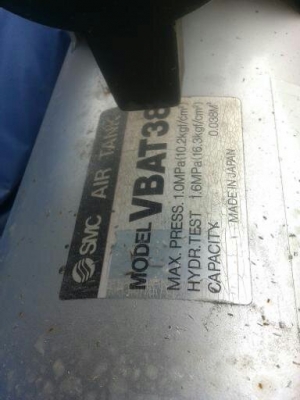 SMC AIR TANK
MODEL VBAT38
MAX. PRESS. 1.0MPa(10.2kgf/cm²)
HYDR.TEST 1.6MPa(16.3kgf/cm²)
CAPACITY 0.038M³
MADE IN JAPAN